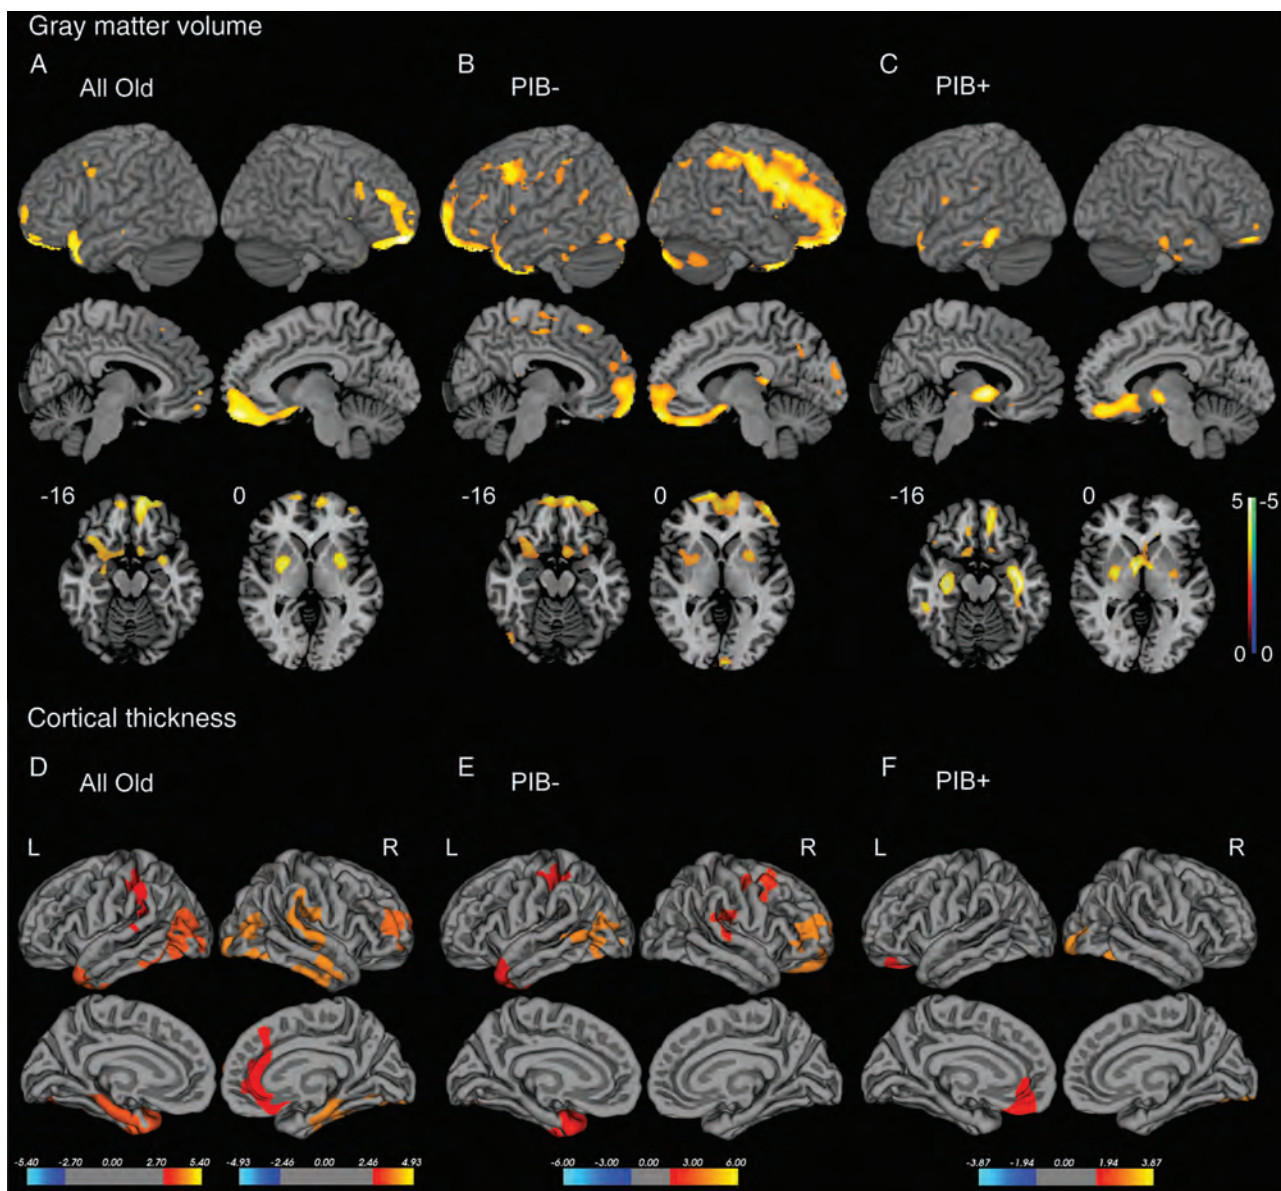 Gray matter volume
A B C
All Old PIB- PIB+
-16 0 -16 0 -16 0
5 -5
0 0
Cortical thickness
D E F
All Old PIB- PIB+
L R L R L R
-5.40 -2.70 0.00 2.70 5.40 -4.93 -2.46 0.00 2.46 4.93 -6.00 -3.00 0.00 3.00 6.00 -3.87 -1.94 0.00 1.94 3.87